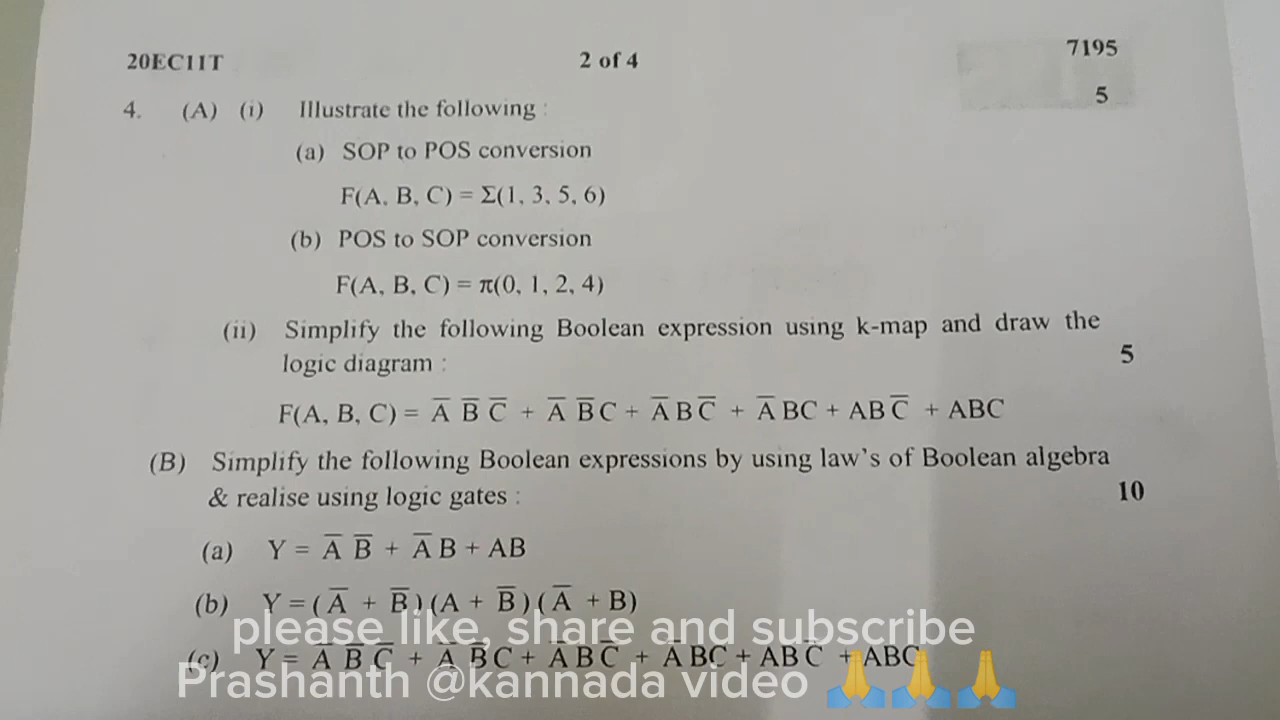 20EC11T 2 of 4 7195
4. (A) (i) Illustrate the following : 5
(a) SOP to POS conversion
F(A, B, C) = Σ(1, 3, 5, 6)
(b) POS to SOP conversion
F(A, B, C) = π(0, 1, 2, 4)
(ii) Simplify the following Boolean expression using k-map and draw the
logic diagram : 5
F(A, B, C) = A̅ B̅ C̅ + A̅ B̅ C + A̅ B C̅ + A̅ BC + AB C̅ + ABC
(B) Simplify the following Boolean expressions by using law's of Boolean algebra
& realise using logic gates : 10
(a) Y = A̅ B̅ + A̅ B + AB
(b) Y = ( A̅ + B̅ ) (A + B̅ ) ( A̅ + B)
please like, share and subscribe
(c) Y = A̅ B̅ C̅ + A̅ B̅ C + A̅ B C̅ + A̅ BC + AB C̅ + ABC
Prashanth @kannada video 🙏🙏🙏